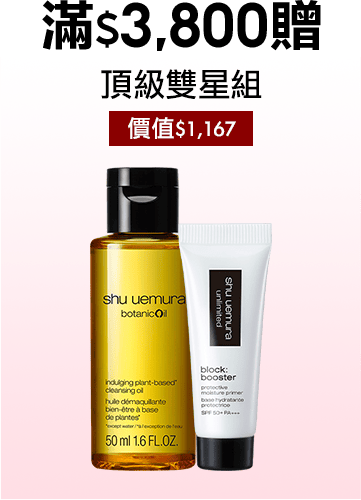 滿$3,800贈
頂級雙星組
價值$1,167
shu uemura
botanicOil
indulging plant-based*
cleansing oil
huile démaquillante
bien-être à base
de plantes*
*except water / *à l'exception de l'eau
50 ml 1.6 FL.OZ.
shu uemura
unlimited
block:
booster
protective
moisture primer
base hydratante
protectrice
SPF 50+ PA+++